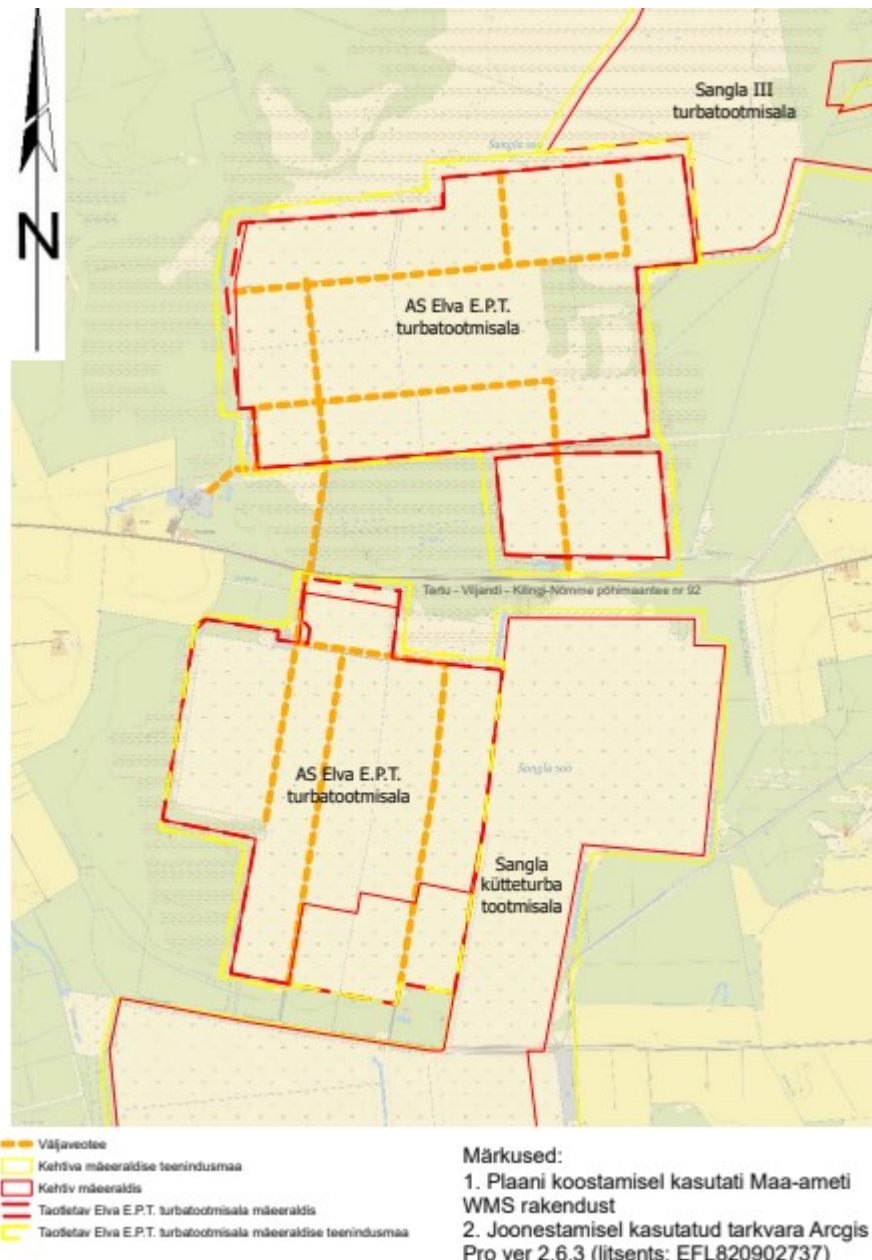 Sangla III
turbatootmisala
Sangla soo
N
AS Elva E.P.T.
turbatootmisala
Tartu - Viljandi - Kilingi-Nõmme põhimaantee nr 92
AS Elva E.P.T.
turbatootmisala
Sangla soo
Sangla
kütteturba
tootmisala
Väljaveotee
Kehtiva mäeeraldise teenindusmaa
Kehtiv mäeeraldis
Taotletav Elva E.P.T. turbatootmisala mäeeraldis
Taotletav Elva E.P.T. turbatootmisala mäeeraldise teenindusmaa
Märkused:
1. Plaani koostamisel kasutati Maa-ameti
WMS rakendust
2. Joonestamisel kasutatud tarkvara Arcgis
Pro ver 2.6.3 (litsents: EFL820902737)